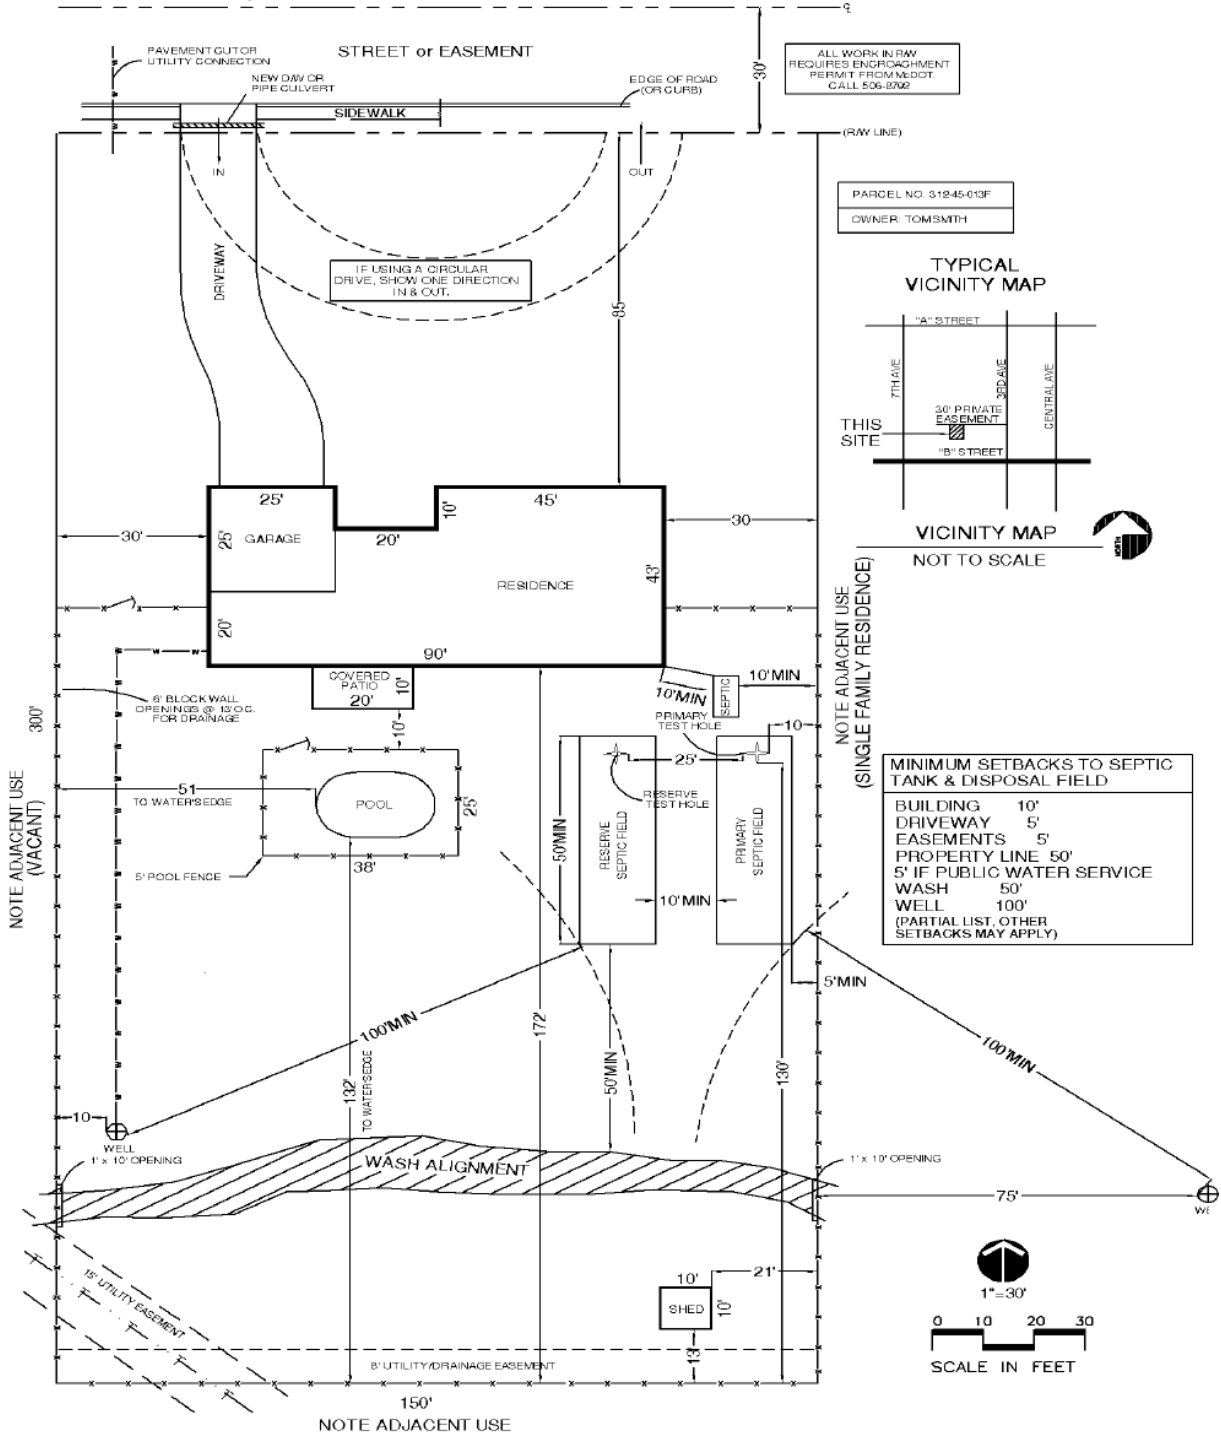 STREET or EASEMENT
PAVEMENT CUT OR
UTILITY CONNECTION
NEW D/W OR
PIPE CULVERT
SIDEWALK
EDGE OF ROAD
(OR CURB)
30'
ALL WORK IN R/W
REQUIRES ENCROACHMENT
PERMIT FROM McDOT.
CALL 506-8798
(R/W LINE)
IN
OUT
DRIVEWAY
IF USING A CIRCULAR
DRIVE, SHOW ONE DIRECTION
IN & OUT.
85
PARCEL NO. 312-45-013F
OWNER: TOM SMITH
TYPICAL
VICINITY MAP
"A" STREET
7TH AVE
3RD AVE
CENTRAL AVE
30' PRIVATE
EASEMENT
THIS
SITE
"B" STREET
VICINITY MAP
NOT TO SCALE
NORTH
25'
45'
10'
20'
25'
GARAGE
30'
30
RESIDENCE
43'
20'
90'
COVERED
PATIO
10'
20'
10'
6' BLOCK WALL
OPENINGS @ 13' O.C.
FOR DRAINAGE
300'
NOTE ADJACENT USE
(VACANT)
NOTE ADJACENT USE
(SINGLE FAMILY RESIDENCE)
10'MIN
SEPTIC
10'MIN
PRIMARY
TEST HOLE
10
25'
RESERVE
TEST HOLE
51
TO WATER'S EDGE
POOL
25'
38'
5' POOL FENCE
50'MIN
RESERVE
SEPTIC FIELD
PRIMARY
SEPTIC FIELD
10'MIN
MINIMUM SETBACKS TO SEPTIC
TANK & DISPOSAL FIELD
BUILDING 10'
DRIVEWAY 5'
EASEMENTS 5'
PROPERTY LINE 50'
5' IF PUBLIC WATER SERVICE
WASH 50'
WELL 100'
(PARTIAL LIST, OTHER
SETBACKS MAY APPLY)
5'MIN
100'MIN
100'MIN
172'
132'
TO WATER'S EDGE
50'MIN
130'
10
WELL
1' x 10' OPENING
1' x 10' OPENING
WASH ALIGNMENT
75'
WE
15' UTILITY EASEMENT
10'
21'
SHED
10'
13'
8' UTILITY/DRAINAGE EASEMENT
1"=30'
0 10 20 30
SCALE IN FEET
150'
NOTE ADJACENT USE